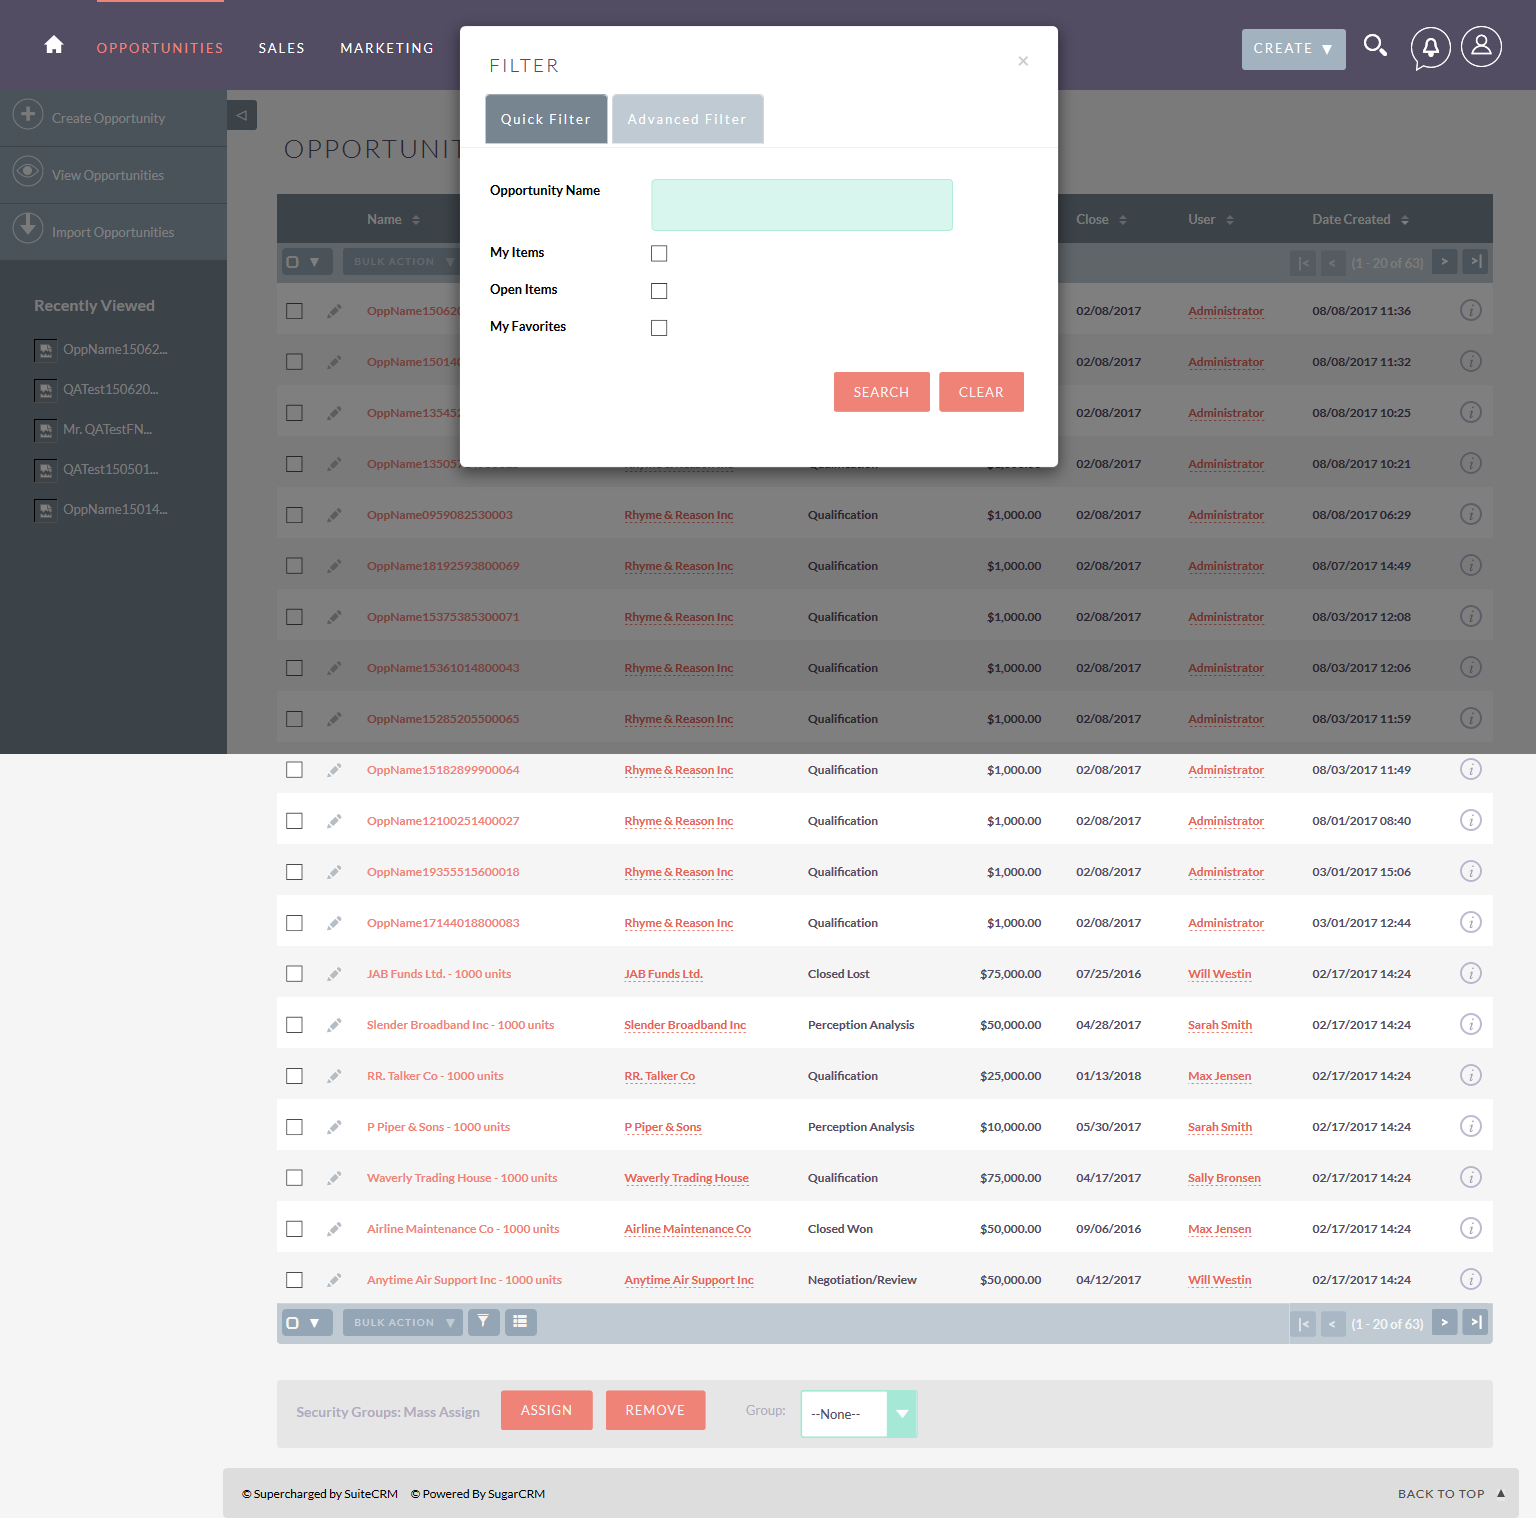 OPPORTUNITIES SALES MARKETING CREATE ▼
FILTER ×
Quick Filter Advanced Filter
Opportunity Name
My Items
Open Items
My Favorites
SEARCH CLEAR
Create Opportunity
View Opportunities
Import Opportunities
Recently Viewed
OppName15062...
QATest150620...
Mr. QATestFN...
QATest150501...
OppName15014...
OPPORTUNIT
Name Close User Date Created
BULK ACTION (1 - 20 of 63)
OppName15062 02/08/2017 Administrator 08/08/2017 11:36
OppName15014 02/08/2017 Administrator 08/08/2017 11:32
OppName13545 02/08/2017 Administrator 08/08/2017 10:25
OppName13505 02/08/2017 Administrator 08/08/2017 10:21
OppName0959082530003 Rhyme & Reason Inc Qualification $1,000.00 02/08/2017 Administrator 08/08/2017 06:29
OppName18192593800069 Rhyme & Reason Inc Qualification $1,000.00 02/08/2017 Administrator 08/07/2017 14:49
OppName15375385300071 Rhyme & Reason Inc Qualification $1,000.00 02/08/2017 Administrator 08/03/2017 12:08
OppName15361014800043 Rhyme & Reason Inc Qualification $1,000.00 02/08/2017 Administrator 08/03/2017 12:06
OppName15285205500065 Rhyme & Reason Inc Qualification $1,000.00 02/08/2017 Administrator 08/03/2017 11:59
OppName15182899900064 Rhyme & Reason Inc Qualification $1,000.00 02/08/2017 Administrator 08/03/2017 11:49
OppName12100251400027 Rhyme & Reason Inc Qualification $1,000.00 02/08/2017 Administrator 08/01/2017 08:40
OppName19355515600018 Rhyme & Reason Inc Qualification $1,000.00 02/08/2017 Administrator 03/01/2017 15:06
OppName17144018800083 Rhyme & Reason Inc Qualification $1,000.00 02/08/2017 Administrator 03/01/2017 12:44
JAB Funds Ltd. - 1000 units JAB Funds Ltd. Closed Lost $75,000.00 07/25/2016 Will Westin 02/17/2017 14:24
Slender Broadband Inc - 1000 units Slender Broadband Inc Perception Analysis $50,000.00 04/28/2017 Sarah Smith 02/17/2017 14:24
RR. Talker Co - 1000 units RR. Talker Co Qualification $25,000.00 01/13/2018 Max Jensen 02/17/2017 14:24
P Piper & Sons - 1000 units P Piper & Sons Perception Analysis $10,000.00 05/30/2017 Sarah Smith 02/17/2017 14:24
Waverly Trading House - 1000 units Waverly Trading House Qualification $75,000.00 04/17/2017 Sally Bronsen 02/17/2017 14:24
Airline Maintenance Co - 1000 units Airline Maintenance Co Closed Won $50,000.00 09/06/2016 Max Jensen 02/17/2017 14:24
Anytime Air Support Inc - 1000 units Anytime Air Support Inc Negotiation/Review $50,000.00 04/12/2017 Will Westin 02/17/2017 14:24
BULK ACTION (1 - 20 of 63)
Security Groups: Mass Assign ASSIGN REMOVE Group: --None--
© Supercharged by SuiteCRM © Powered By SugarCRM BACK TO TOP ▲